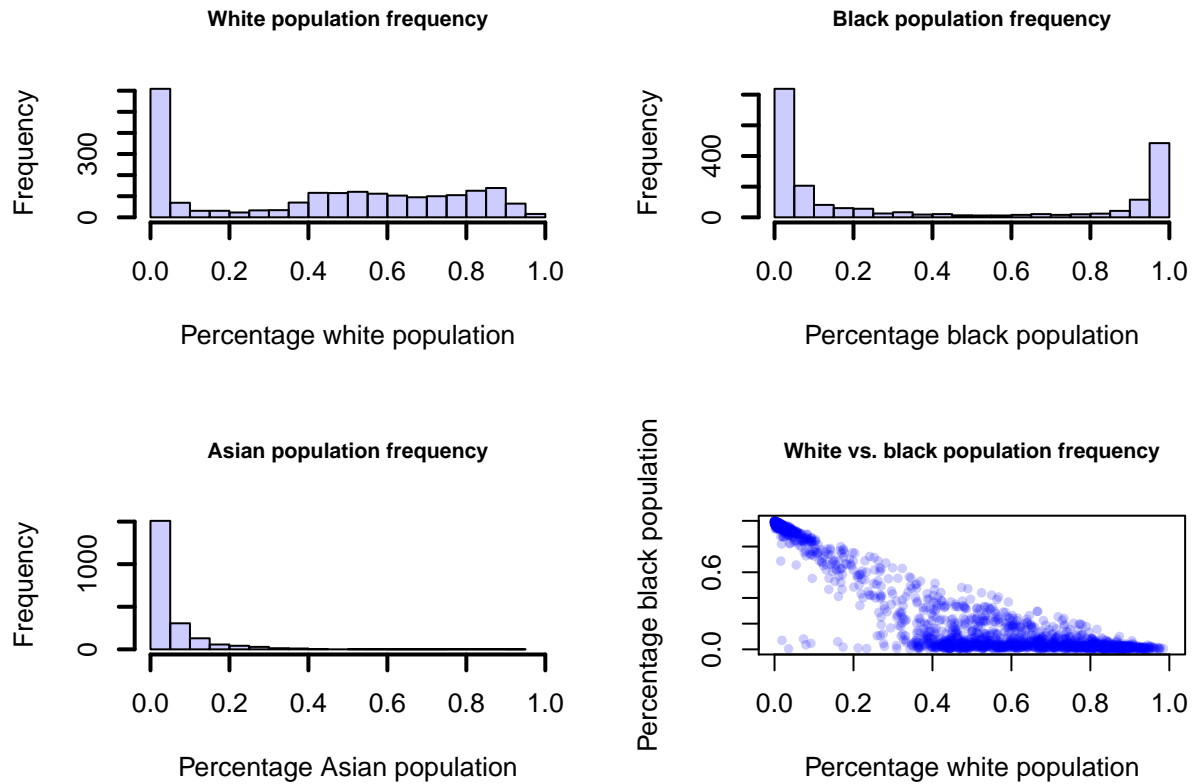 White population frequency
Frequency
0 300
0.0 0.2 0.4 0.6 0.8 1.0
Percentage white population
Black population frequency
Frequency
0 400
0.0 0.2 0.4 0.6 0.8 1.0
Percentage black population
Asian population frequency
Frequency
0 1000
0.0 0.2 0.4 0.6 0.8 1.0
Percentage Asian population
White vs. black population frequency
Percentage black population
0.0 0.6
0.0 0.2 0.4 0.6 0.8 1.0
Percentage white population